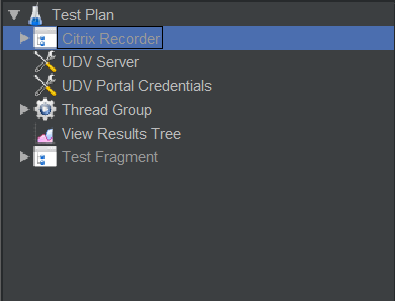 Test Plan
Citrix Recorder
UDV Server
UDV Portal Credentials
Thread Group
View Results Tree
Test Fragment